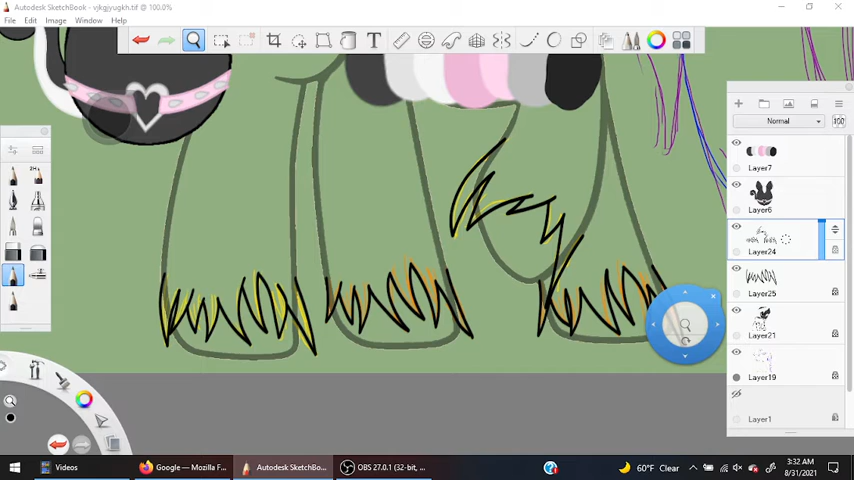 Autodesk SketchBook - vjkgjyugkh.tif @ 100.0%
File Edit Image Window Help
T
Normal
100
Layer7
Layer6
Layer24
Layer25
Layer21
Layer19
Layer1
2H
Videos
Google — Mozilla F...
Autodesk SketchBo...
OBS 27.0.1 (32-bit, ...
60°F Clear
3:32 AM
8/31/2021